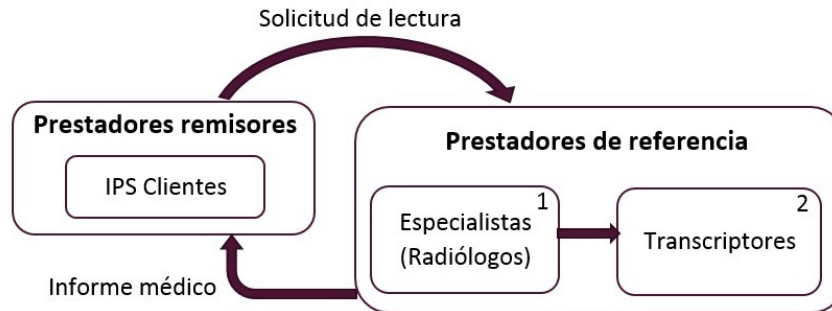 Solicitud de lectura
Prestadores remisores
IPS Clientes
Prestadores de referencia
1
Especialistas
(Radiólogos)
2
Transcriptores
Informe médico